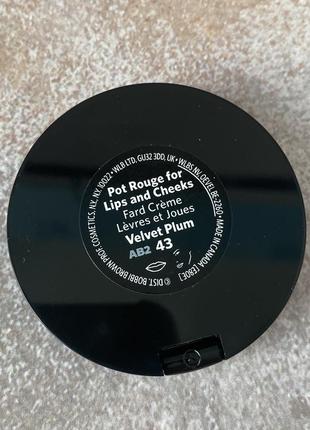 Pot Rouge for
Lips and Cheeks
Fard Crème
Lèvres et Joues
Velvet Plum
AB2 43
© DIST. BOBBI BROWN PROF. COSMETICS, N.Y., N.Y. 10022 • WLB LTD, GU32 3DD, UK • WLBS NV, OEVEL BE-2260 • MADE IN CANADA [E8DE]